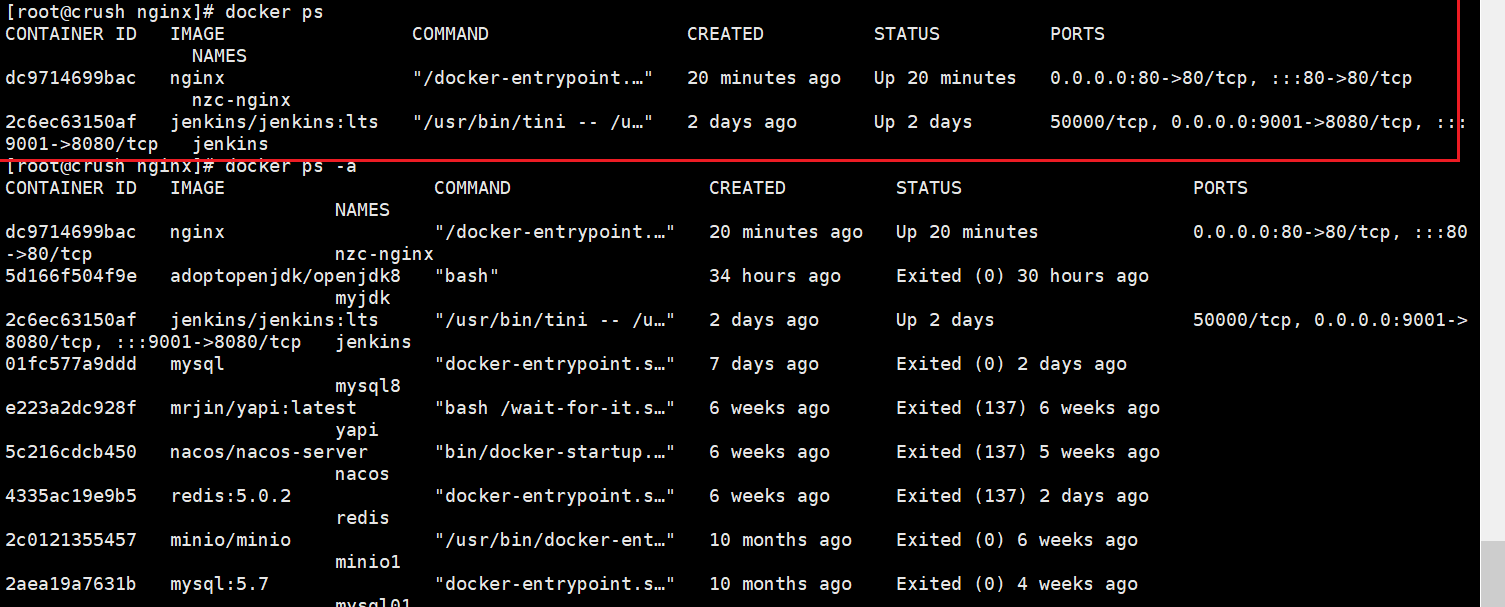 [root@crush nginx]# docker ps
CONTAINER ID   IMAGE                 COMMAND                  CREATED          STATUS          PORTS
                 NAMES
dc9714699bac   nginx                 "/docker-entrypoint.…"   20 minutes ago   Up 20 minutes   0.0.0.0:80->80/tcp, :::80->80/tcp
                 nzc-nginx
2c6ec63150af   jenkins/jenkins:lts   "/usr/bin/tini -- /u…"   2 days ago       Up 2 days       50000/tcp, 0.0.0.0:9001->8080/tcp, :::
9001->8080/tcp   jenkins
[root@crush nginx]# docker ps -a
CONTAINER ID   IMAGE                   COMMAND                  CREATED          STATUS                     PORTS
                              NAMES
dc9714699bac   nginx                   "/docker-entrypoint.…"   20 minutes ago   Up 20 minutes              0.0.0.0:80->80/tcp, :::80
->80/tcp                      nzc-nginx
5d166f504f9e   adoptopenjdk/openjdk8   "bash"                   34 hours ago     Exited (0) 30 hours ago
                              myjdk
2c6ec63150af   jenkins/jenkins:lts     "/usr/bin/tini -- /u…"   2 days ago       Up 2 days                  50000/tcp, 0.0.0.0:9001->
8080/tcp, :::9001->8080/tcp   jenkins
01fc577a9ddd   mysql                   "docker-entrypoint.s…"   7 days ago       Exited (0) 2 days ago
                              mysql8
e223a2dc928f   mrjin/yapi:latest       "bash /wait-for-it.s…"   6 weeks ago      Exited (137) 6 weeks ago
                              yapi
5c216cdcb450   nacos/nacos-server      "bin/docker-startup.…"   6 weeks ago      Exited (137) 5 weeks ago
                              nacos
4335ac19e9b5   redis:5.0.2             "docker-entrypoint.s…"   6 weeks ago      Exited (137) 2 days ago
                              redis
2c0121355457   minio/minio             "/usr/bin/docker-ent…"   10 months ago    Exited (0) 6 weeks ago
                              minio1
2aea19a7631b   mysql:5.7               "docker-entrypoint.s…"   10 months ago    Exited (0) 4 weeks ago
                              mysql01